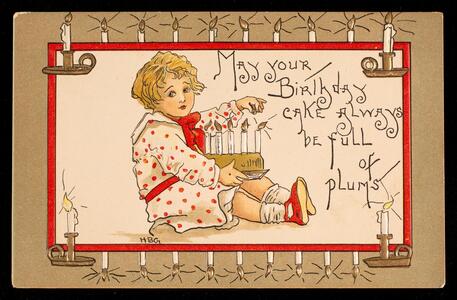 May your
Birthday
cake always
be full
of
plums
HBG